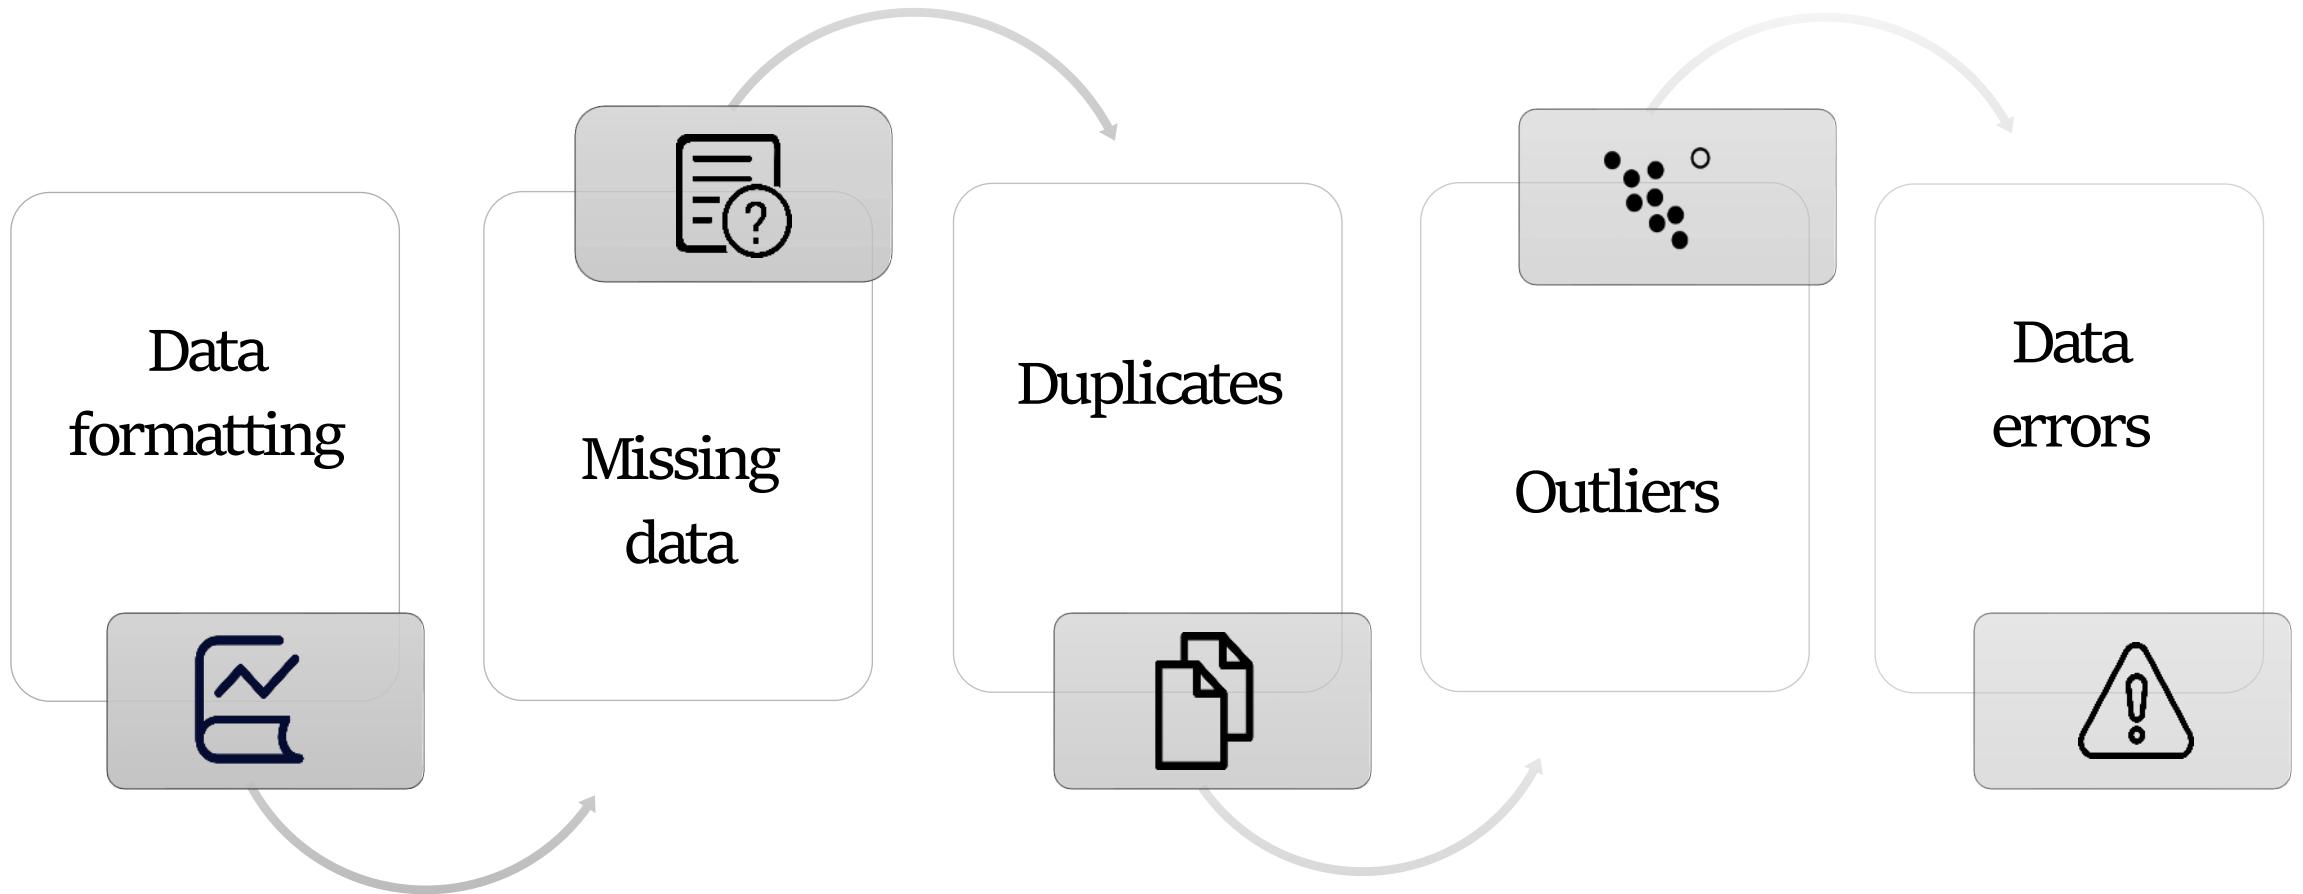 Data
formatting
Missing
data
Duplicates
Outliers
Data
errors
?